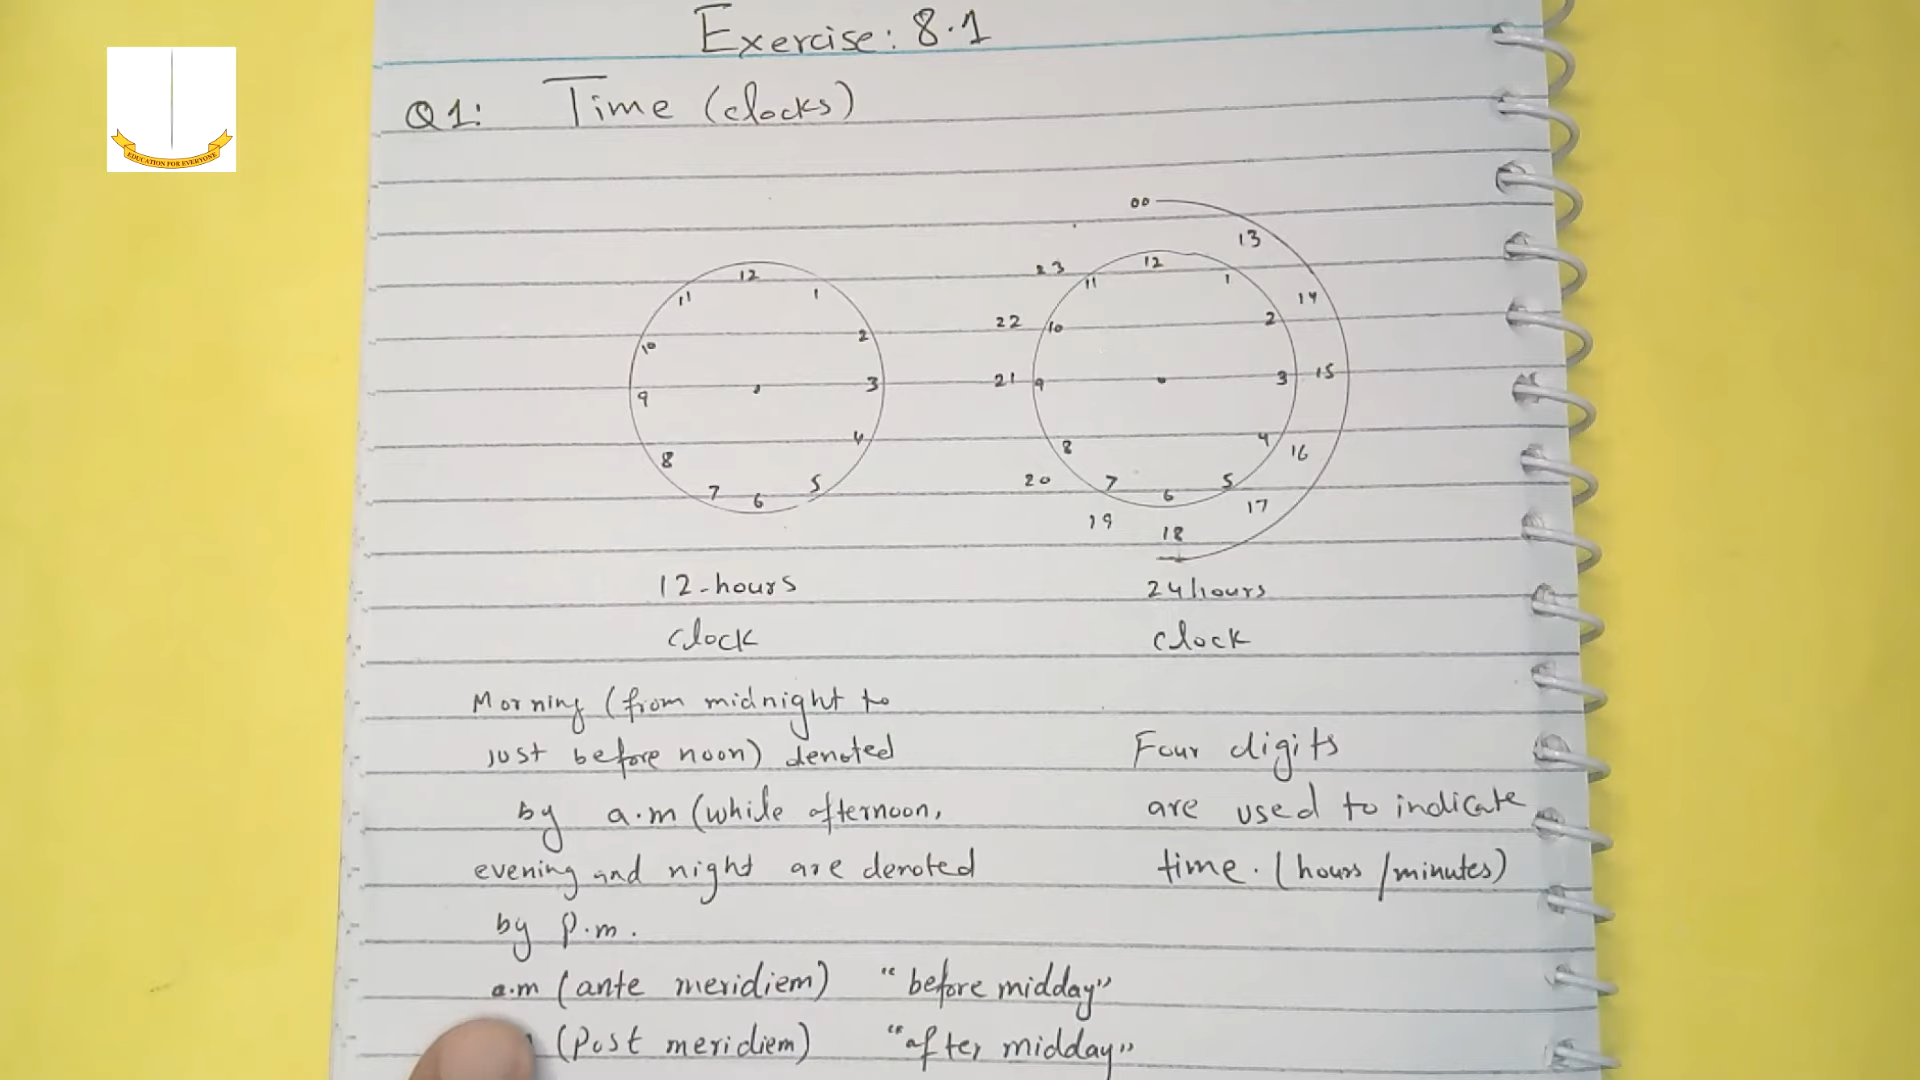 Exercise: 8.1
Q1: Time (clocks)
EDUCATION FOR EVERYONE
12 1 2 3 4 5 6 7 8 9 10 11
00 13 14 15 16 17 18 19 20 21 22 23
12 1 2 3 4 5 6 7 8 9 10 11
12-hours
clock
24 hours
clock
Morning (from midnight to
just before noon) denoted
by a.m (while afternoon,
evening and night are denoted
by p.m.
Four digits
are used to indicate
time. (hours/minutes)
a.m (ante meridiem) "before midday"
(Post meridiem) "after midday"